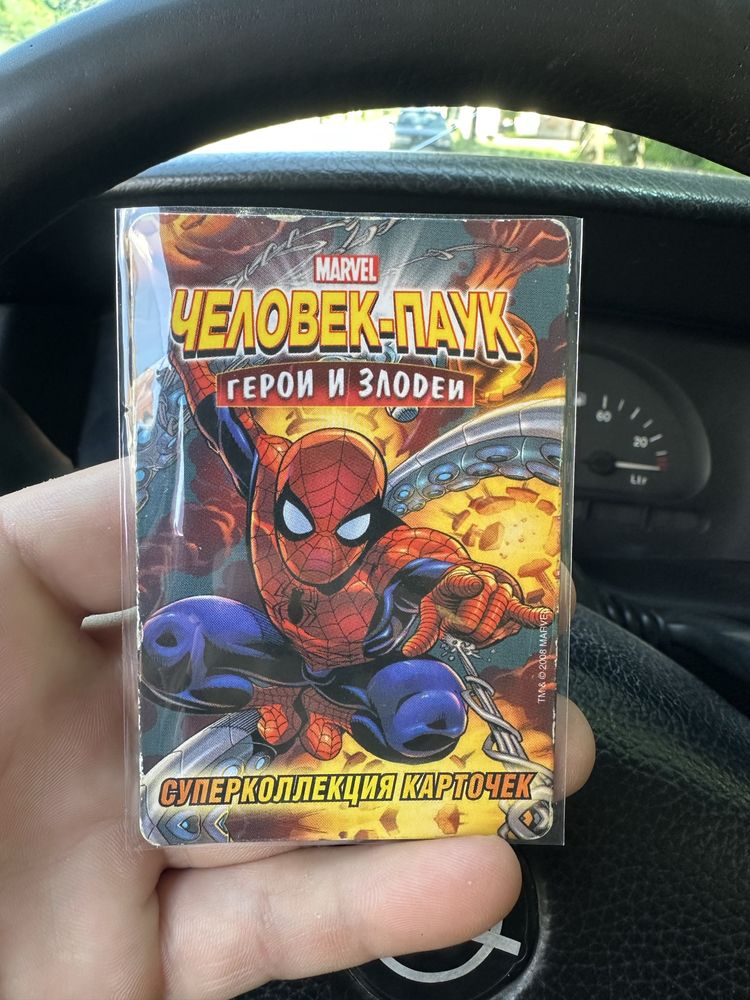 MARVEL
ЧЕЛОВЕК-ПАУК
ГЕРОИ И ЗЛОДЕИ
TM & © 2008 MARVEL
СУПЕРКОЛЛЕКЦИЯ КАРТОЧЕК
60
20
Ltr